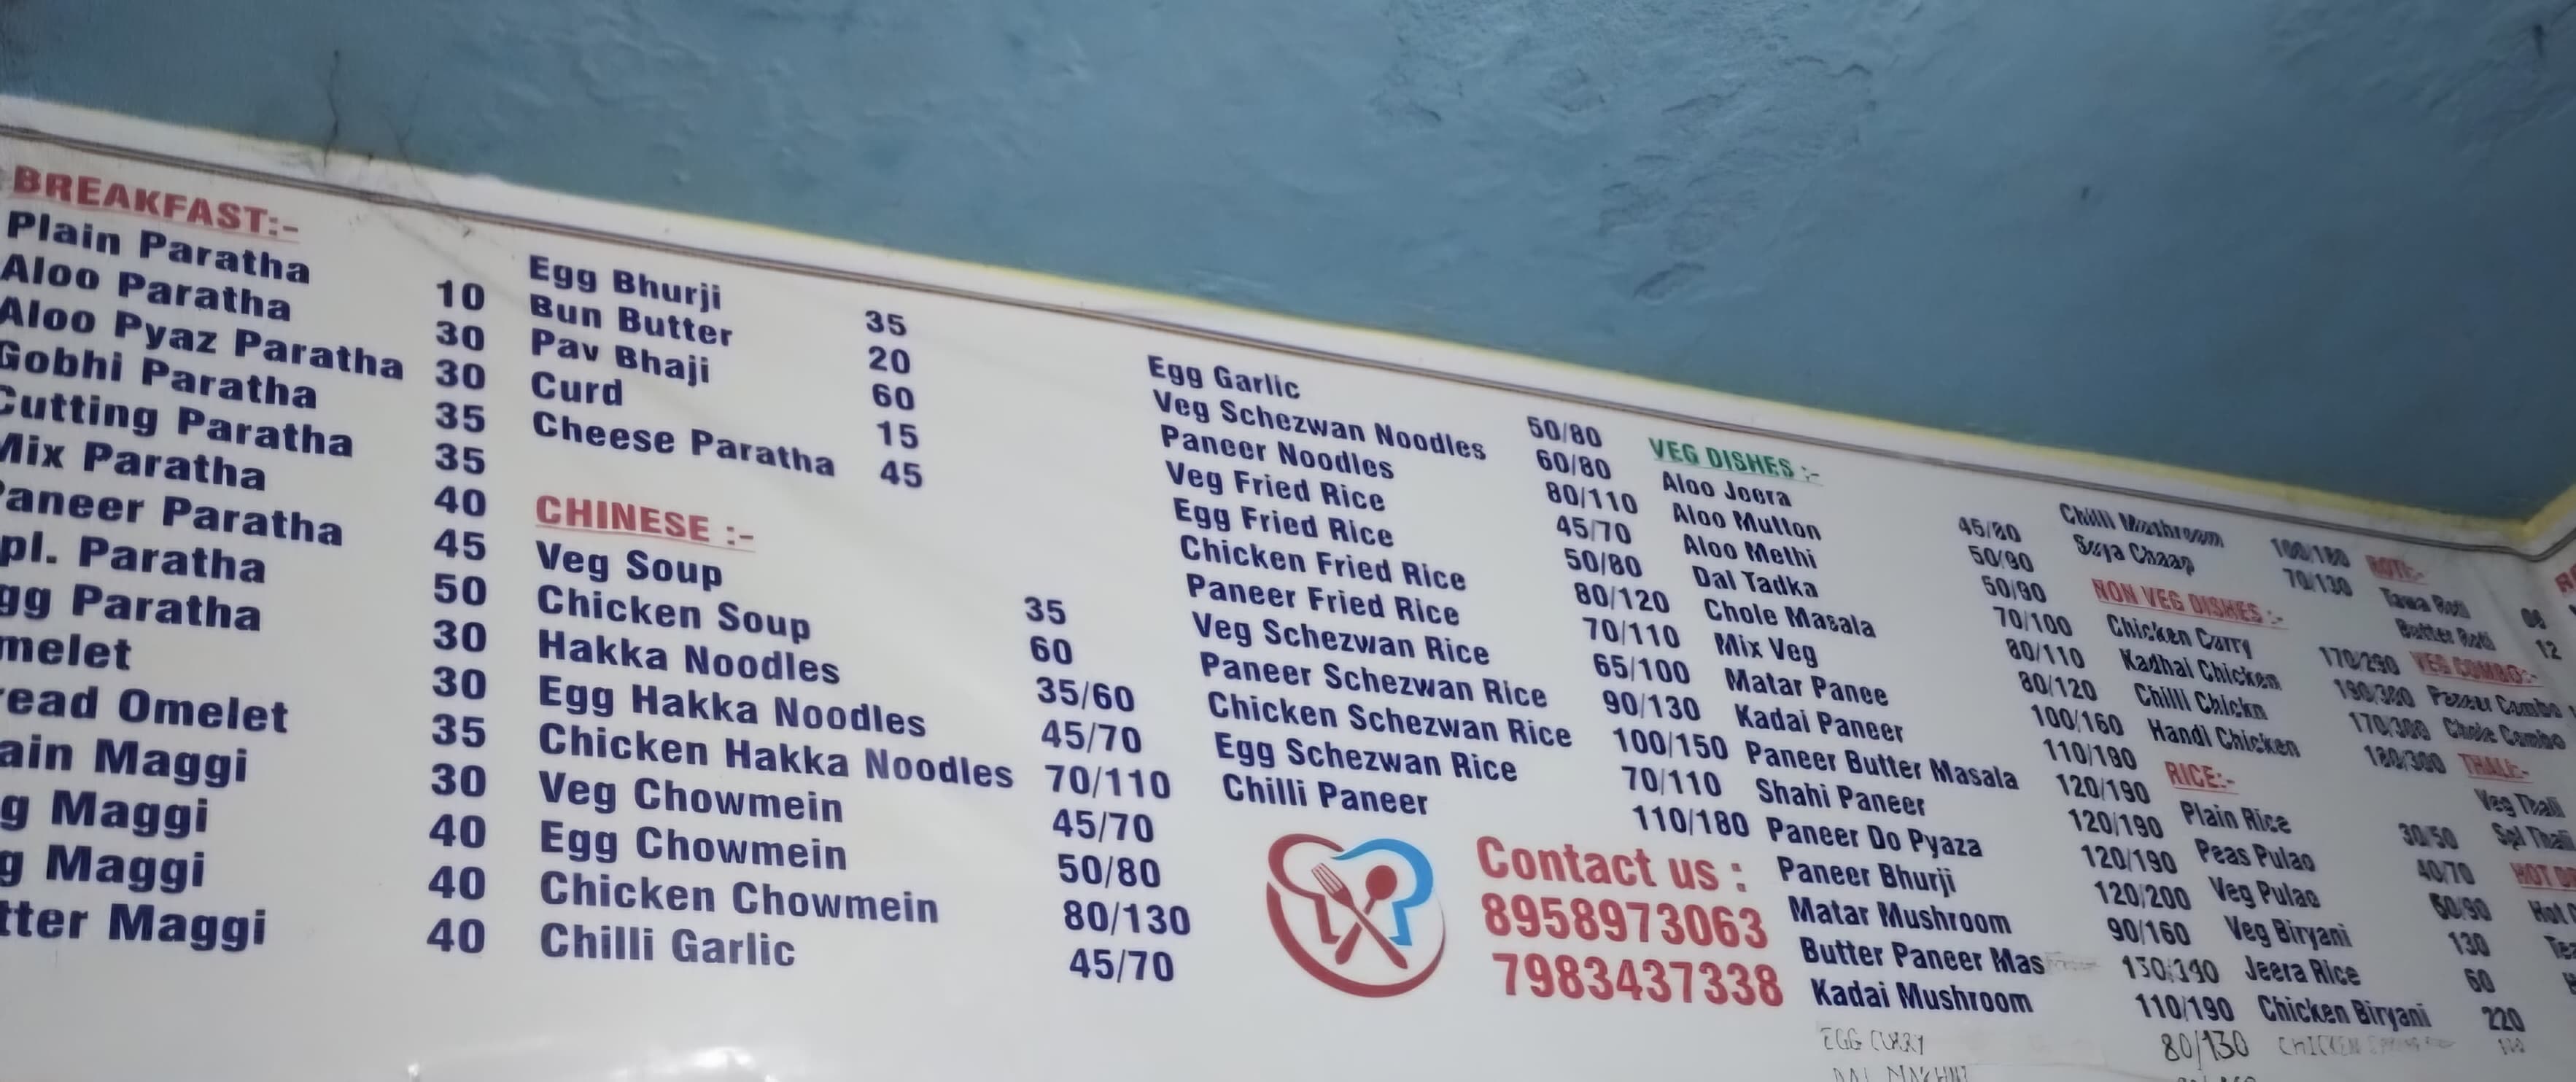 BREAKFAST:-
Plain Paratha 10
Aloo Paratha 30
Aloo Pyaz Paratha 30
Gobhi Paratha 35
Cutting Paratha 35
Mix Paratha 40
aneer Paratha 45
pl. Paratha 50
gg Paratha 30
melet 30
ead Omelet 35
ain Maggi 30
g Maggi 40
g Maggi 40
tter Maggi 40
Egg Bhurji 35
Bun Butter 20
Pav Bhaji 60
Curd 15
Cheese Paratha 45
CHINESE :-
Veg Soup 35
Chicken Soup 60
Hakka Noodles 35/60
Egg Hakka Noodles 45/70
Chicken Hakka Noodles 70/110
Veg Chowmein 45/70
Egg Chowmein 50/80
Chicken Chowmein 80/130
Chilli Garlic 45/70
Egg Garlic 50/80
Veg Schezwan Noodles 60/80
Paneer Noodles 80/110
Veg Fried Rice 45/70
Egg Fried Rice 50/80
Chicken Fried Rice 80/120
Paneer Fried Rice 70/110
Veg Schezwan Rice 65/100
Paneer Schezwan Rice 90/130
Chicken Schezwan Rice 100/150
Egg Schezwan Rice 70/110
Chilli Paneer 110/180
Contact us :
8958973063
7983437338
VEG DISHES :-
Aloo Jeera 45/80
Aloo Mutton 50/90
Aloo Methi 50/90
Dal Tadka 70/100
Chole Masala 80/110
Mix Veg 80/120
Matar Panee 100/160
Kadai Paneer 110/190
Paneer Butter Masala 120/190
Shahi Paneer 120/190
Paneer Do Pyaza 120/190
Paneer Bhurji 120/200
Matar Mushroom 90/160
Butter Paneer Mas
Kadai Mushroom 110/190
EGG CURRY 80/130
Chilli Mushroom 100/180
Soya Chaap 70/130
NON VEG DISHES :-
Chicken Curry 170/290
Kadhai Chicken
Chilli Chickn 170/300
Handi Chicken 180/300
RICE:-
Plain Rice 30/50
Peas Pulao 40/70
Veg Pulao 60/90
Veg Biryani 130
Jeera Rice 60
Chicken Biryani 220
CHICKEN
ROTI:-
Tawa Roti
Butter Roti 12
VEG COMBO:-
Paneer Combo
Chole Combo
THALI:-
Veg Thali
Spl Thali
HOT
Hot